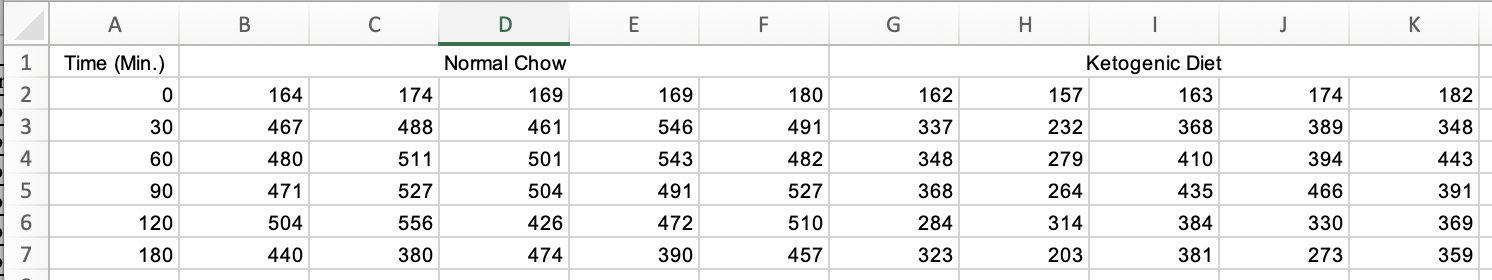 A B C D E F G H I J K
1 Time (Min.) Normal Chow Ketogenic Diet
2 0 164 174 169 169 180 162 157 163 174 182
3 30 467 488 461 546 491 337 232 368 389 348
4 60 480 511 501 543 482 348 279 410 394 443
5 90 471 527 504 491 527 368 264 435 466 391
6 120 504 556 426 472 510 284 314 384 330 369
7 180 440 380 474 390 457 323 203 381 273 359